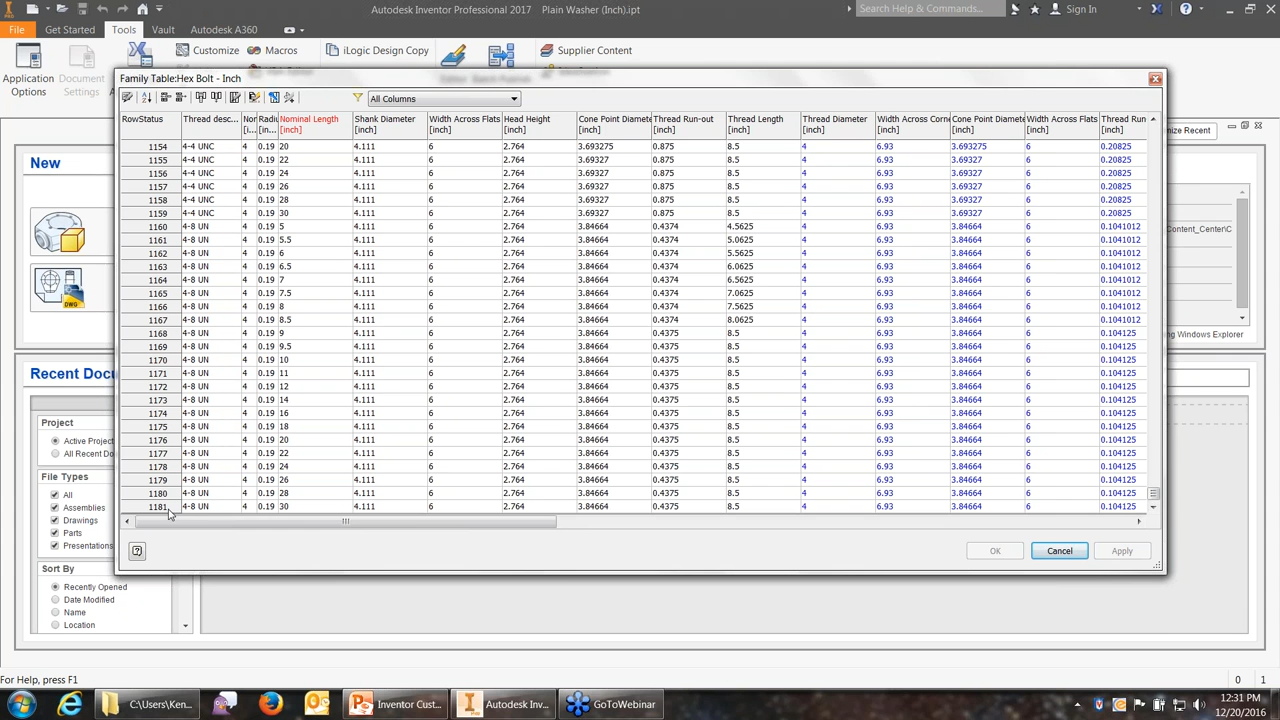 Autodesk Inventor Professional 2017 Plain Washer (Inch).ipt
Search Help & Commands...
Sign In
File Get Started Tools Vault Autodesk A360
Application Options
Document Settings
Customize
Macros
iLogic Design Copy
Supplier Content
Family Table:Hex Bolt - Inch
All Columns
RowStatus Thread desc... Nor [i... Radiu [in... Nominal Length [inch] Shank Diameter [inch] Width Across Flats [inch] Head Height [inch] Cone Point Diamete [inch] Thread Run-out [inch] Thread Length [inch] Thread Diameter [inch] Width Across Corne [inch] Cone Point Diamete [inch] Width Across Flats [inch] Thread Run [inch]
1154 4-4 UNC 4 0.19 20 4.111 6 2.764 3.693275 0.875 8.5 4 6.93 3.693275 6 0.20825
1155 4-4 UNC 4 0.19 22 4.111 6 2.764 3.69327 0.875 8.5 4 6.93 3.69327 6 0.20825
1156 4-4 UNC 4 0.19 24 4.111 6 2.764 3.69327 0.875 8.5 4 6.93 3.69327 6 0.20825
1157 4-4 UNC 4 0.19 26 4.111 6 2.764 3.69327 0.875 8.5 4 6.93 3.69327 6 0.20825
1158 4-4 UNC 4 0.19 28 4.111 6 2.764 3.69327 0.875 8.5 4 6.93 3.69327 6 0.20825
1159 4-4 UNC 4 0.19 30 4.111 6 2.764 3.69327 0.875 8.5 4 6.93 3.69327 6 0.20825
1160 4-8 UN 4 0.19 5 4.111 6 2.764 3.84664 0.4374 4.5625 4 6.93 3.84664 6 0.1041012
1161 4-8 UN 4 0.19 5.5 4.111 6 2.764 3.84664 0.4374 5.0625 4 6.93 3.84664 6 0.1041012
1162 4-8 UN 4 0.19 6 4.111 6 2.764 3.84664 0.4374 5.5625 4 6.93 3.84664 6 0.1041012
1163 4-8 UN 4 0.19 6.5 4.111 6 2.764 3.84664 0.4374 6.0625 4 6.93 3.84664 6 0.1041012
1164 4-8 UN 4 0.19 7 4.111 6 2.764 3.84664 0.4374 6.5625 4 6.93 3.84664 6 0.1041012
1165 4-8 UN 4 0.19 7.5 4.111 6 2.764 3.84664 0.4374 7.0625 4 6.93 3.84664 6 0.1041012
1166 4-8 UN 4 0.19 8 4.111 6 2.764 3.84664 0.4374 7.5625 4 6.93 3.84664 6 0.1041012
1167 4-8 UN 4 0.19 8.5 4.111 6 2.764 3.84664 0.4374 8.0625 4 6.93 3.84664 6 0.1041012
1168 4-8 UN 4 0.19 9 4.111 6 2.764 3.84664 0.4375 8.5 4 6.93 3.84664 6 0.104125
1169 4-8 UN 4 0.19 9.5 4.111 6 2.764 3.84664 0.4375 8.5 4 6.93 3.84664 6 0.104125
1170 4-8 UN 4 0.19 10 4.111 6 2.764 3.84664 0.4375 8.5 4 6.93 3.84664 6 0.104125
1171 4-8 UN 4 0.19 11 4.111 6 2.764 3.84664 0.4375 8.5 4 6.93 3.84664 6 0.104125
1172 4-8 UN 4 0.19 12 4.111 6 2.764 3.84664 0.4375 8.5 4 6.93 3.84664 6 0.104125
1173 4-8 UN 4 0.19 14 4.111 6 2.764 3.84664 0.4375 8.5 4 6.93 3.84664 6 0.104125
1174 4-8 UN 4 0.19 16 4.111 6 2.764 3.84664 0.4375 8.5 4 6.93 3.84664 6 0.104125
1175 4-8 UN 4 0.19 18 4.111 6 2.764 3.84664 0.4375 8.5 4 6.93 3.84664 6 0.104125
1176 4-8 UN 4 0.19 20 4.111 6 2.764 3.84664 0.4375 8.5 4 6.93 3.84664 6 0.104125
1177 4-8 UN 4 0.19 22 4.111 6 2.764 3.84664 0.4375 8.5 4 6.93 3.84664 6 0.104125
1178 4-8 UN 4 0.19 24 4.111 6 2.764 3.84664 0.4375 8.5 4 6.93 3.84664 6 0.104125
1179 4-8 UN 4 0.19 26 4.111 6 2.764 3.84664 0.4375 8.5 4 6.93 3.84664 6 0.104125
1180 4-8 UN 4 0.19 28 4.111 6 2.764 3.84664 0.4375 8.5 4 6.93 3.84664 6 0.104125
1181 4-8 UN 4 0.19 30 4.111 6 2.764 3.84664 0.4375 8.5 4 6.93 3.84664 6 0.104125
OK Cancel Apply
New
DWG
Recent Docu
Project
Active Project
All Recent Do
File Types
All
Assemblies
Drawings
Parts
Presentations
Sort By
Recently Opened
Date Modified
Name
Location
mize Recent
Content_Center\C
ng Windows Explorer
For Help, press F1
0 1
C:\Users\Ken... Inventor Cust... Autodesk Inv... GoToWebinar
12:31 PM
12/20/2016